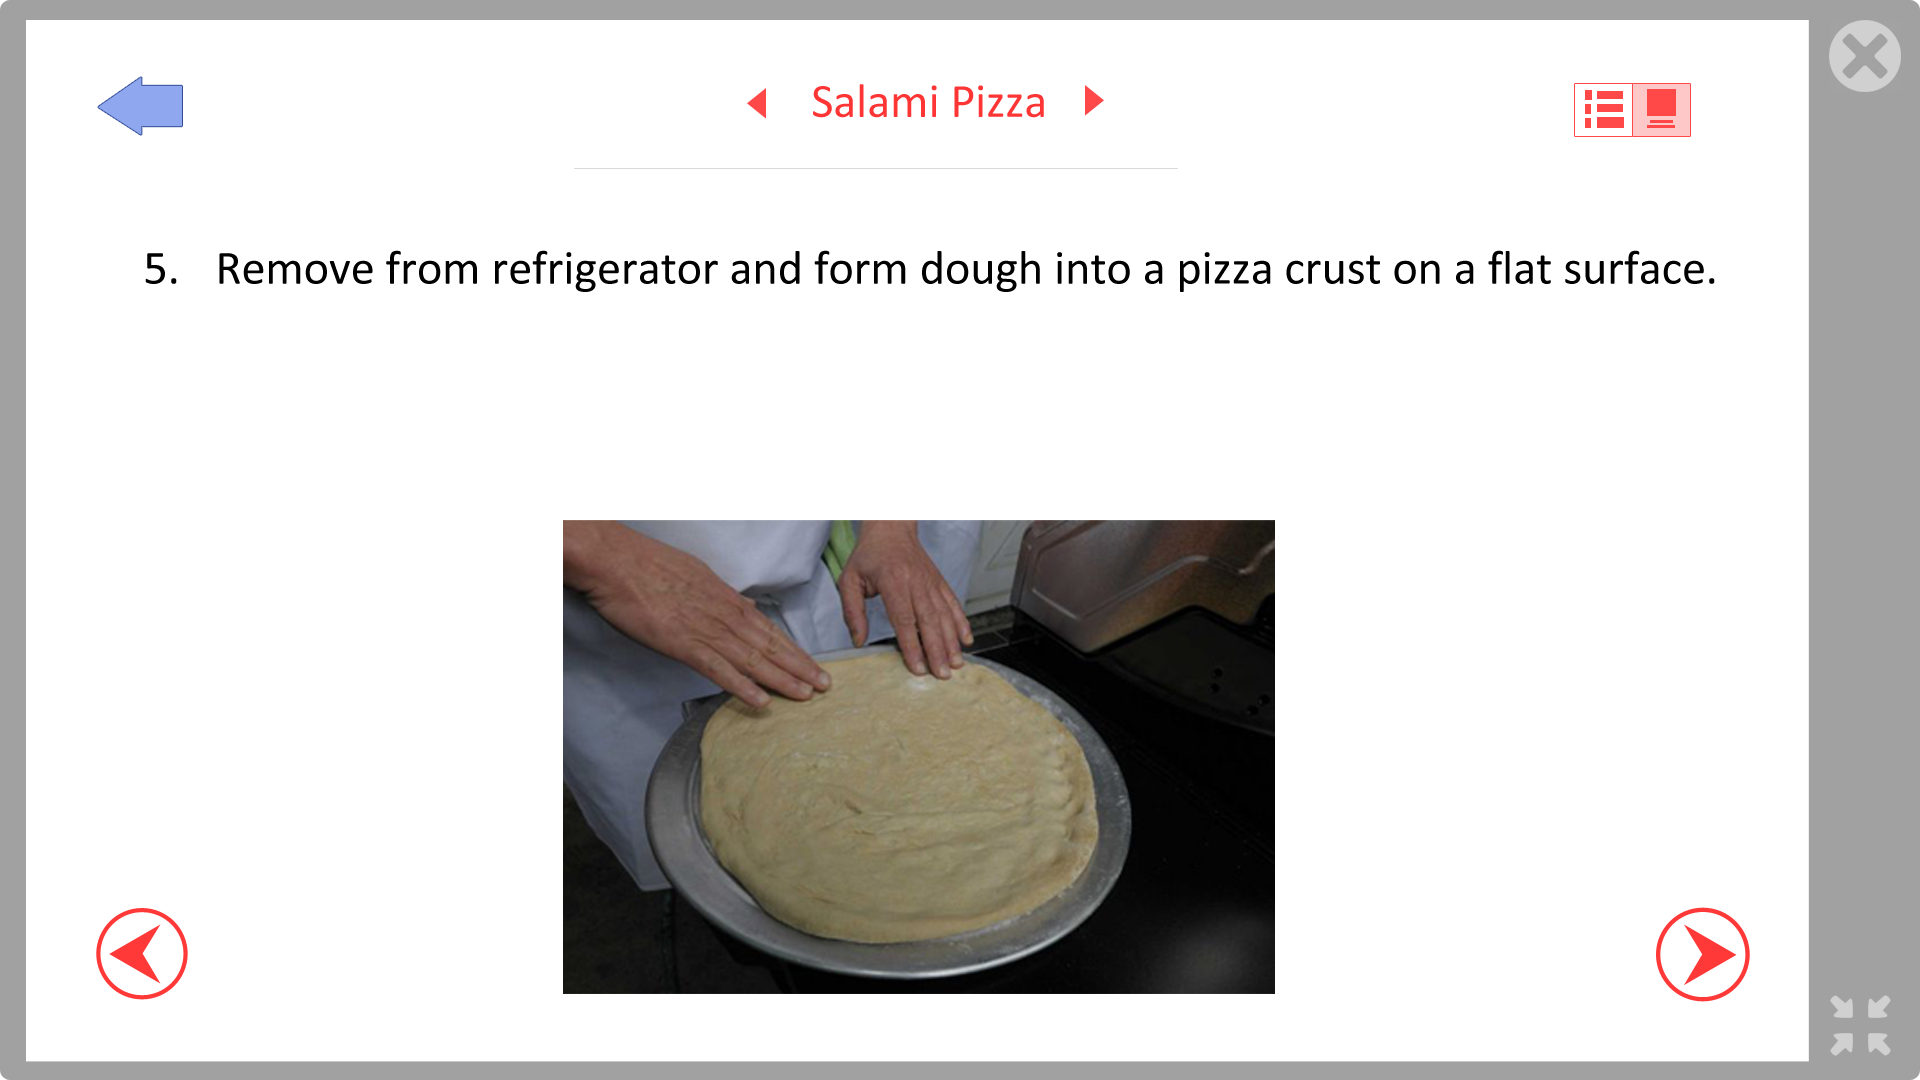 Salami Pizza
5. Remove from refrigerator and form dough into a pizza crust on a flat surface.